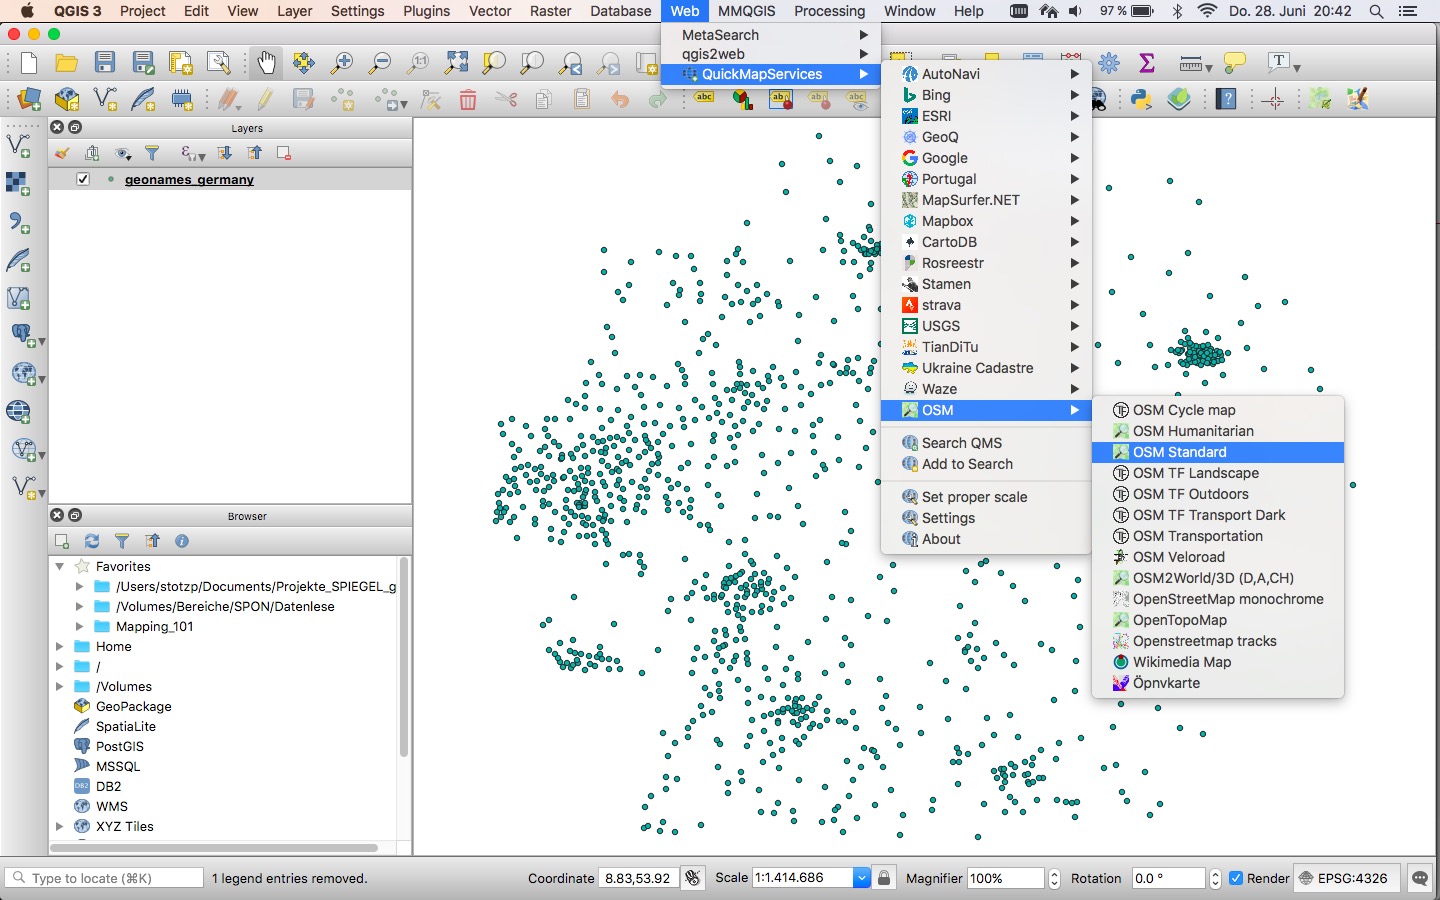 QGIS 3 Project Edit View Layer Settings Plugins Vector Raster Database Web MMQGIS Processing Window Help 97 % Do. 28. Juni 20:42
MetaSearch
qgis2web
QuickMapServices
AutoNavi
Bing
ESRI
GeoQ
Google
Portugal
MapSurfer.NET
Mapbox
CartoDB
Rosreestr
Stamen
strava
USGS
TianDiTu
Ukraine Cadastre
Waze
OSM
Search QMS
Add to Search
Set proper scale
Settings
About
OSM Cycle map
OSM Humanitarian
OSM Standard
OSM TF Landscape
OSM TF Outdoors
OSM TF Transport Dark
OSM Transportation
OSM Veloroad
OSM2World/3D (D,A,CH)
OpenStreetMap monochrome
OpenTopoMap
Openstreetmap tracks
Wikimedia Map
Öpnvkarte
Layers
geonames_germany
Browser
Favorites
/Users/stotzp/Documents/Projekte_SPIEGEL_g
/Volumes/Bereiche/SPON/Datenlese
Mapping_101
Home
/
/Volumes
GeoPackage
SpatiaLite
PostGIS
MSSQL
DB2
WMS
XYZ Tiles
Type to locate (⌘K) 1 legend entries removed. Coordinate 8.83,53.92 Scale 1:1.414.686 Magnifier 100% Rotation 0.0 ° Render EPSG:4326